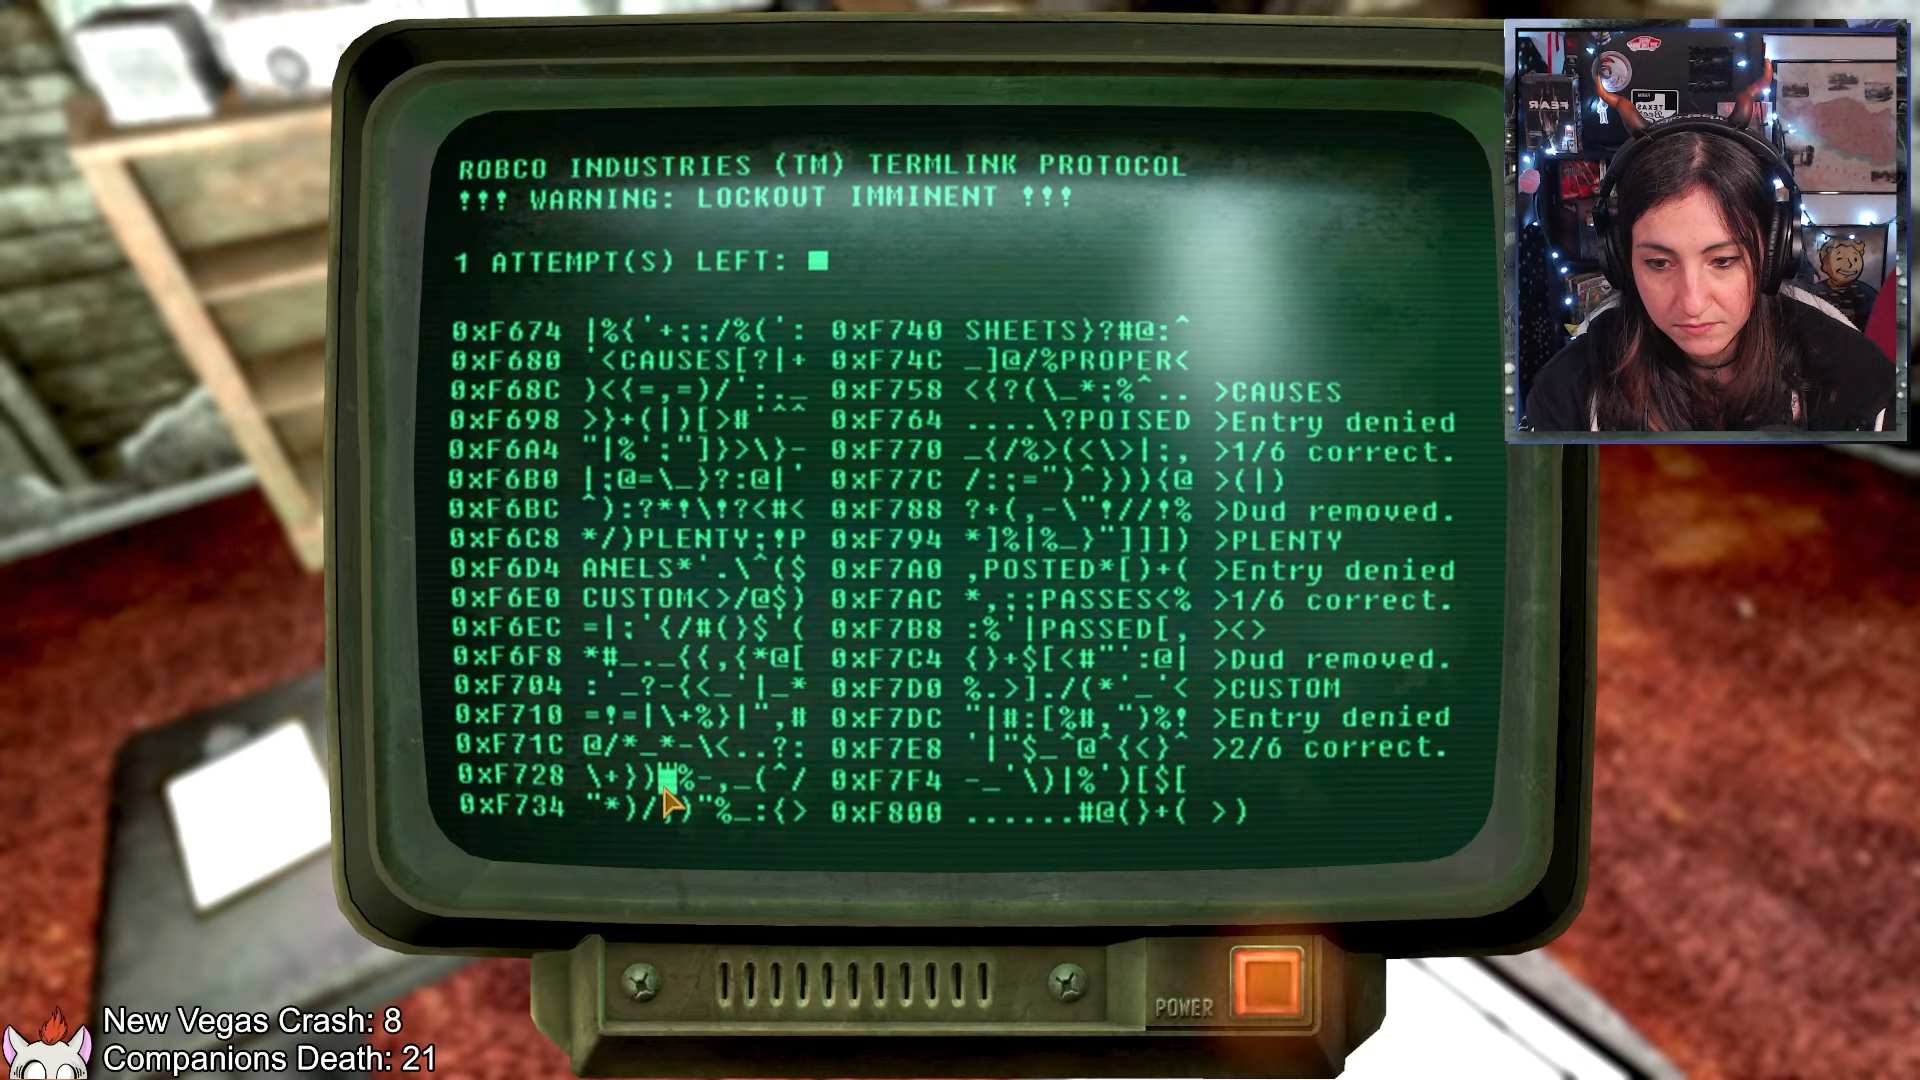 ROBCO INDUSTRIES (TM) TERMLINK PROTOCOL
!!! WARNING: LOCKOUT IMMINENT !!!
1 ATTEMPT(S) LEFT:
0xF674 |%{'+;;/%(': 0xF740 SHEETS}?#@:^
0xF680 '<CAUSES[?|+ 0xF74C _]@/%PROPER<
0xF68C )<{=,=)/':._ 0xF758 <{?(\_*;%^.. >CAUSES
0xF698 >}+(|)[>#'^^ 0xF764 ....\?POISED >Entry denied
0xF6A4 "|%';"]}>\}- 0xF770 _{/%>(<\>|;, >1/6 correct.
0xF6B0 |;@=\_}?:@|' 0xF77C /:;=")^})){@ >(|)
0xF6BC ^):?*!\!?<#< 0xF788 ?+(,-\"!//!% >Dud removed.
0xF6C8 */)PLENTY;!P 0xF794 *]%|%_}"]]]) >PLENTY
0xF6D4 ANELS*'.\^($ 0xF7A0 ,POSTED*[)+( >Entry denied
0xF6E0 CUSTOM<>/@$) 0xF7AC *,;;PASSES<% >1/6 correct.
0xF6EC =|;'{/#(}$'( 0xF7B8 :%'|PASSED[, ><>
0xF6F8 *#_._{{,{*@[ 0xF7C4 {}+$[<#"':@| >Dud removed.
0xF704 :'_?-{<_'|_* 0xF7D0 %.>]./(*'_'< >CUSTOM
0xF710 =!=|\+%}|",# 0xF7DC "|#:[%#,")%! >Entry denied
0xF71C @/*_*-\<..?: 0xF7E8 '|"$_^@^{<}^ >2/6 correct.
0xF728 \+}) %-,_(^/ 0xF7F4 -_'\)|%')[$[
0xF734 "*)/ )"%_:{> 0xF800 ......#@(}+( >)
POWER
FEAR
TEXAS
New Vegas Crash: 8
Companions Death: 21